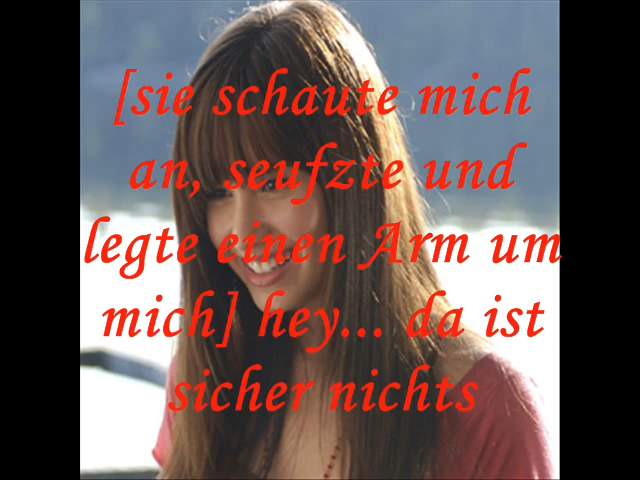 [sie schaute mich
an, seufzte und
legte einen Arm um
mich] hey... da ist
sicher nichts